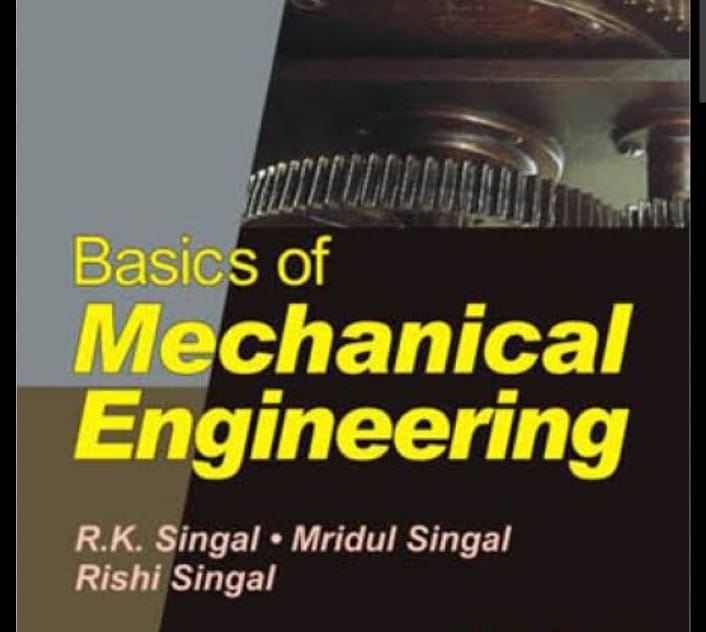 Basics of
Mechanical
Engineering
R.K. Singal • Mridul Singal
Rishi Singal